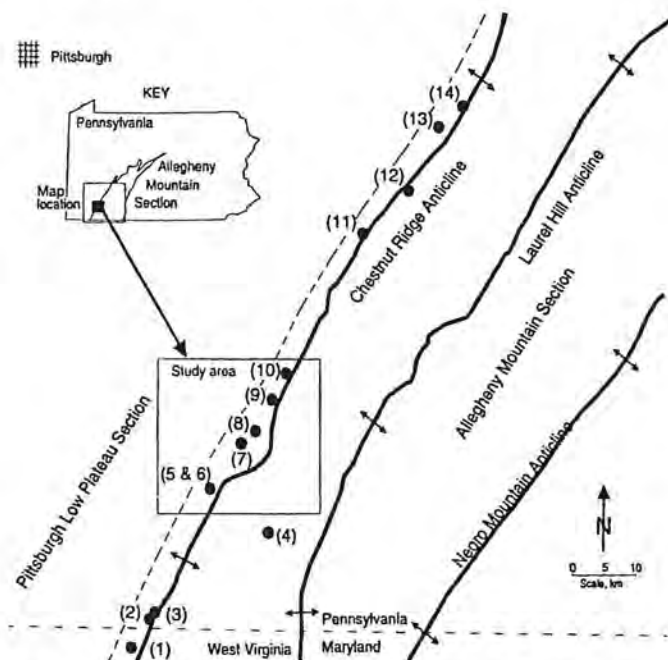 Pittsburgh
KEY
Pennsylvania
Allegheny
Mountain
Section
Map
location
(14)
(13)
(12)
(11)
Chestnut Ridge Anticline
Laurel Hill Anticline
Allegheny Mountain Section
Negro Mountain Anticline
Pittsburgh Low Plateau Section
Study area
(10)
(9)
(8)
(7)
(5 & 6)
(4)
N
0 5 10
Scale, km
(2)
(3)
Pennsylvania
(1)
West Virginia
Maryland